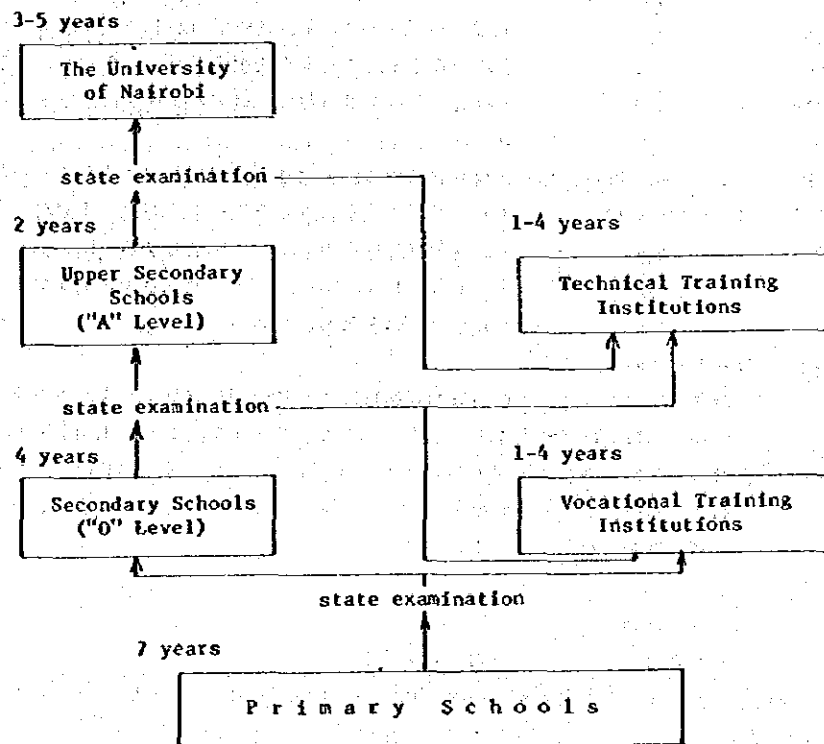 3-5 years
The University
of Nairobi
state examination
2 years
1-4 years
Upper Secondary
Schools
("A" Level)
Technical Training
Institutions
state examination
4 years
1-4 years
Secondary Schools
("O" Level)
Vocational Training
Institutions
state examination
7 years
Primary Schools